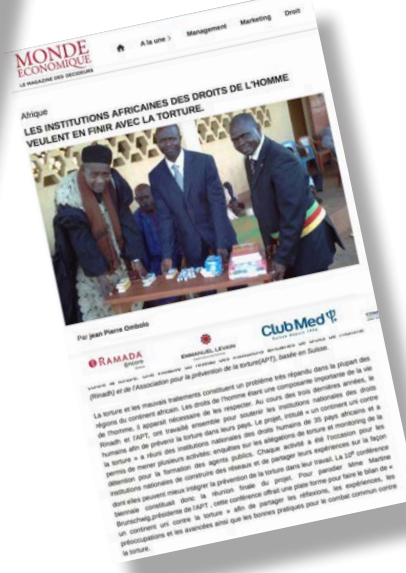 MONDE
ECONOMIQUE
LE MAGAZINE DES DÉCIDEURS
A la une >
Management
Marketing
Droit
Afrique
LES INSTITUTIONS AFRICAINES DES DROITS DE L'HOMME
VEULENT EN FINIR AVEC LA TORTURE.
Par jean Pierre Ombolo
RAMADA
encore
EMMANUEL LEVAIN
Club Med
(Rinadh) et de l'Association pour la prévention de la torture(APT), basée en Suisse.
La torture et les mauvais traitements constituent un problème très répandu dans la plupart des
régions du continent africain. Les droits de l'homme étant une composante importante de la vie
de l'homme, il apparait nécessaire de les respecter. Au cours des trois dernières années, le
Rinadh et l'APT, ont travaillé ensemble pour soutenir les institutions nationales des droits
humains afin de prévenir la torture dans leurs pays. Le projet, intitulé « un continent uni contre
la torture » a réuni des institutions nationales des droits humains de 35 pays africains et a
permis de mener plusieurs activités; enquêtes sur les allégations de torture et monitoring de la
détention pour la formation des agents publics. Chaque activité a été l'occasion pour les
institutions nationales de construire des réseaux et de partager leurs expériences sur la façon
dont elles peuvent mieux intégrer la prévention de la torture dans leur travail. La 10e conférence
biennale constituait donc la réunion finale du projet. Pour paradier Mme Martine
Brunschwig,présidente de l'APT , cette conférence offrait une plate forme pour faire le bilan de «
un continent uni contre la torture » afin de partager les réflexions, les expériences, les
préoccupations et les avancées ainsi que les bonnes pratiques pour le combat commun contre
la torture.